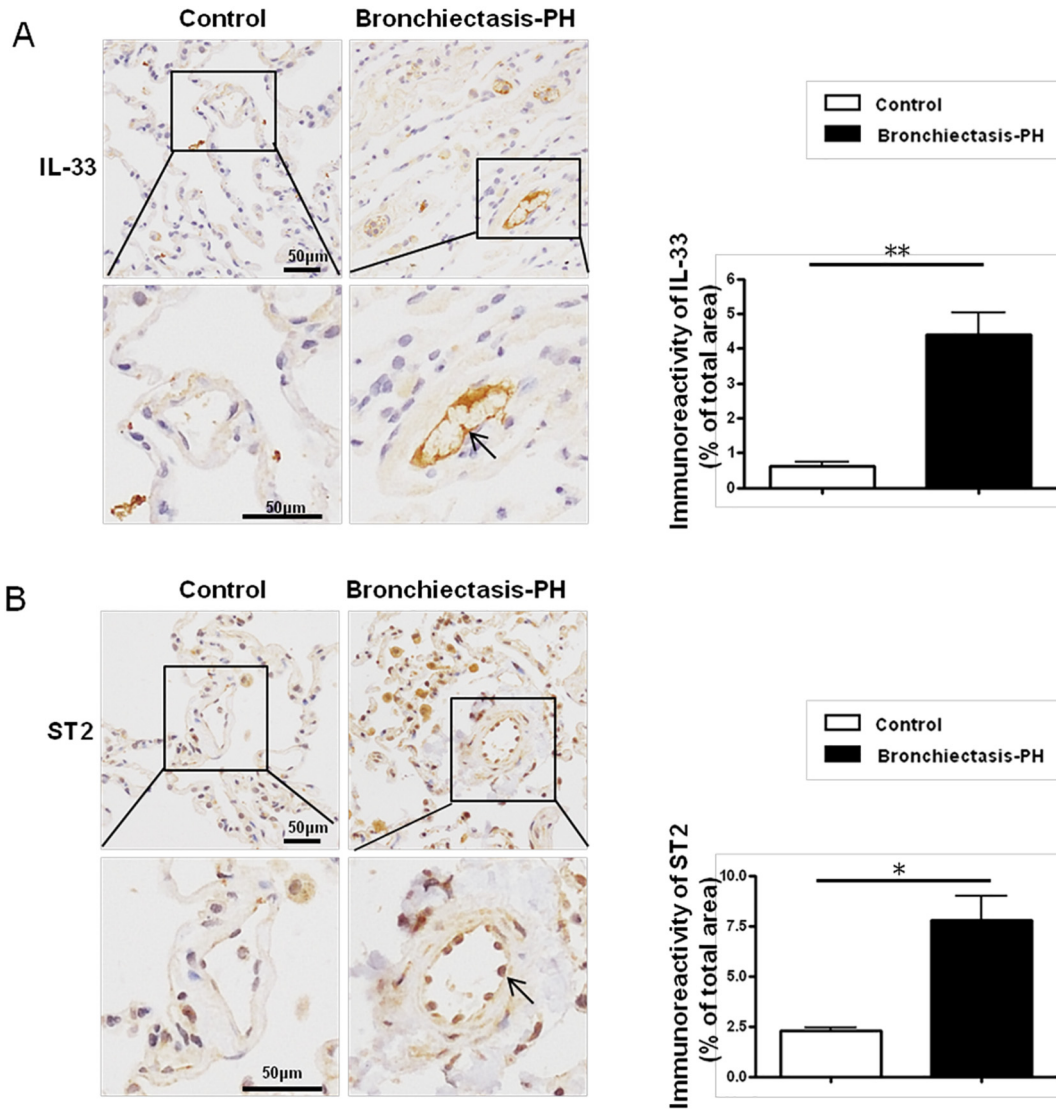 A
Control
Bronchiectasis-PH
IL-33
50μm
50μm
Control
Bronchiectasis-PH
**
Immunoreactivity of IL-33
(% of total area)
6
5
4
3
2
1
0
B
Control
Bronchiectasis-PH
ST2
50μm
50μm
Control
Bronchiectasis-PH
*
Immunoreactivity of ST2
(% of total area)
10.0
7.5
5.0
2.5
0.0